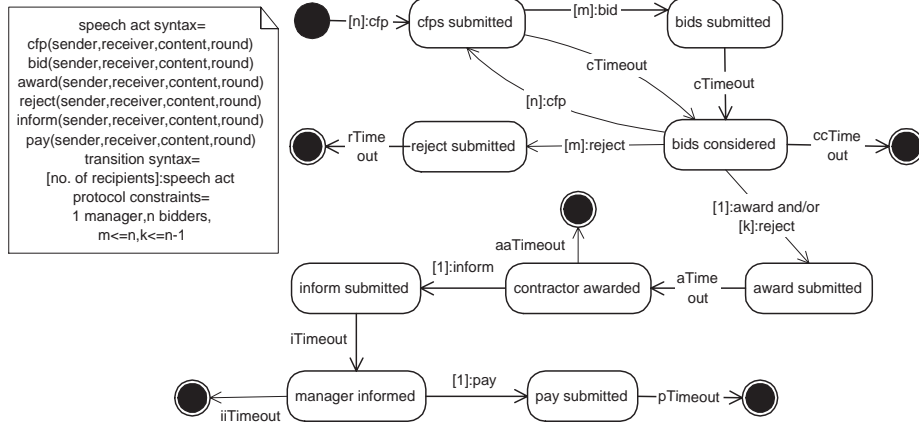 speech act syntax=
cfp(sender,receiver,content,round)
bid(sender,receiver,content,round)
award(sender,receiver,content,round)
reject(sender,receiver,content,round)
inform(sender,receiver,content,round)
pay(sender,receiver,content,round)
transition syntax=
[no. of recipients]:speech act
protocol constraints=
1 manager,n bidders,
m<=n,k<=n-1
[n]:cfp
cfps submitted
[m]:bid
bids submitted
cTimeout
cTimeout
[n]:cfp
rTime
out
reject submitted
[m]:reject
bids considered
ccTime
out
[1]:award and/or
[k]:reject
aaTimeout
inform submitted
[1]:inform
contractor awarded
aTime
out
award submitted
iTimeout
iiTimeout
manager informed
[1]:pay
pay submitted
pTimeout